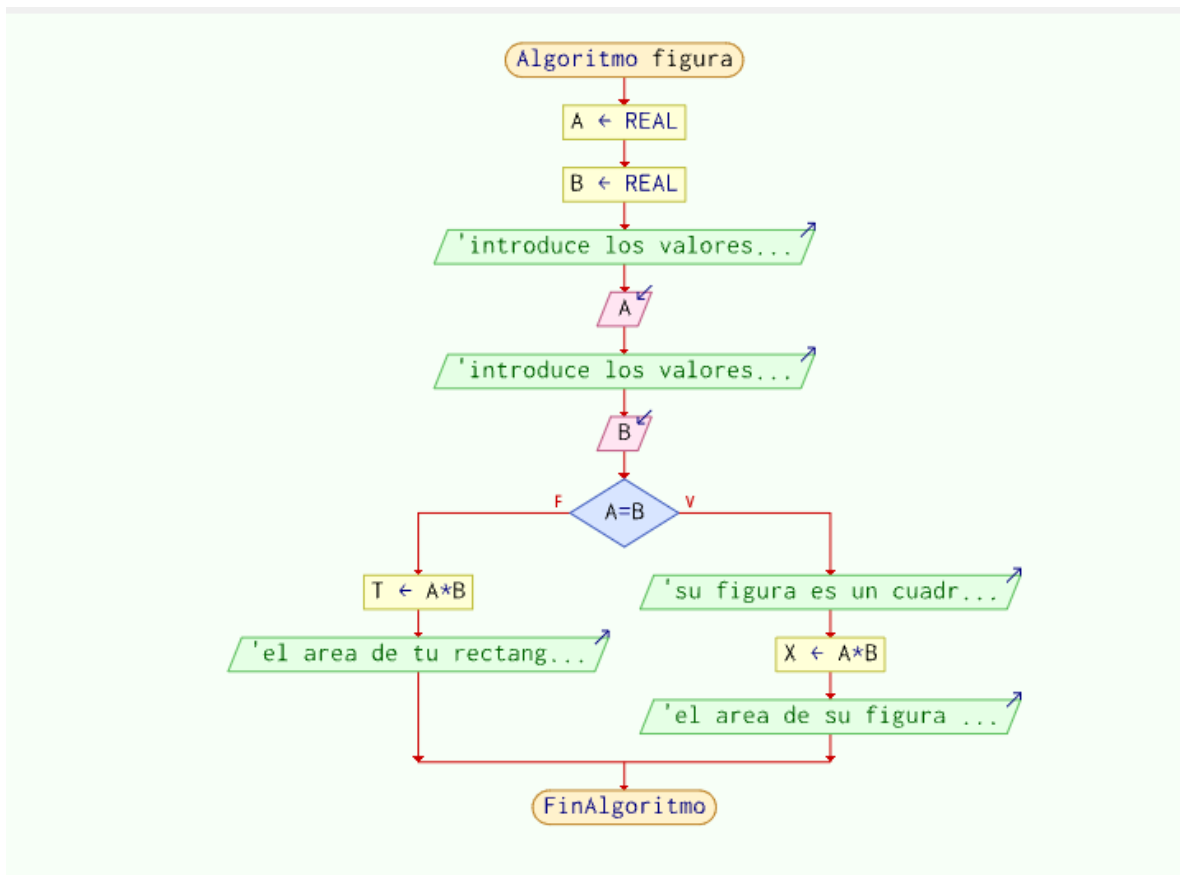 Algoritmo figura
A ← REAL
B ← REAL
'introduce los valores...
A
'introduce los valores...
B
A=B
F
V
T ← A*B
'el area de tu rectang...
'su figura es un cuadr...
X ← A*B
'el area de su figura ...
FinAlgoritmo